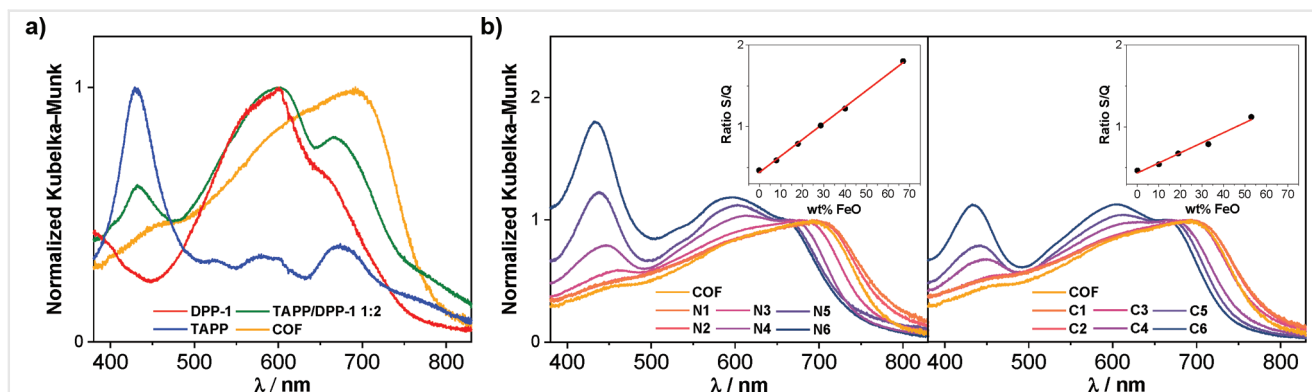 a)
Normalized Kubelka–Munk
1
0
400 500 600 700 800
λ / nm
DPP-1 TAPP/DPP-1 1:2
TAPP COF
b)
Normalized Kubelka–Munk
2
1
0
400 500 600 700 800
λ / nm
COF
N1 N3 N5
N2 N4 N6
Ratio S/Q
2
1
0 10 20 30 40 50 60 70
wt% FeO
400 500 600 700 800
λ / nm
COF
C1 C3 C5
C2 C4 C6
Ratio S/Q
2
1
0 10 20 30 40 50 60 70
wt% FeO